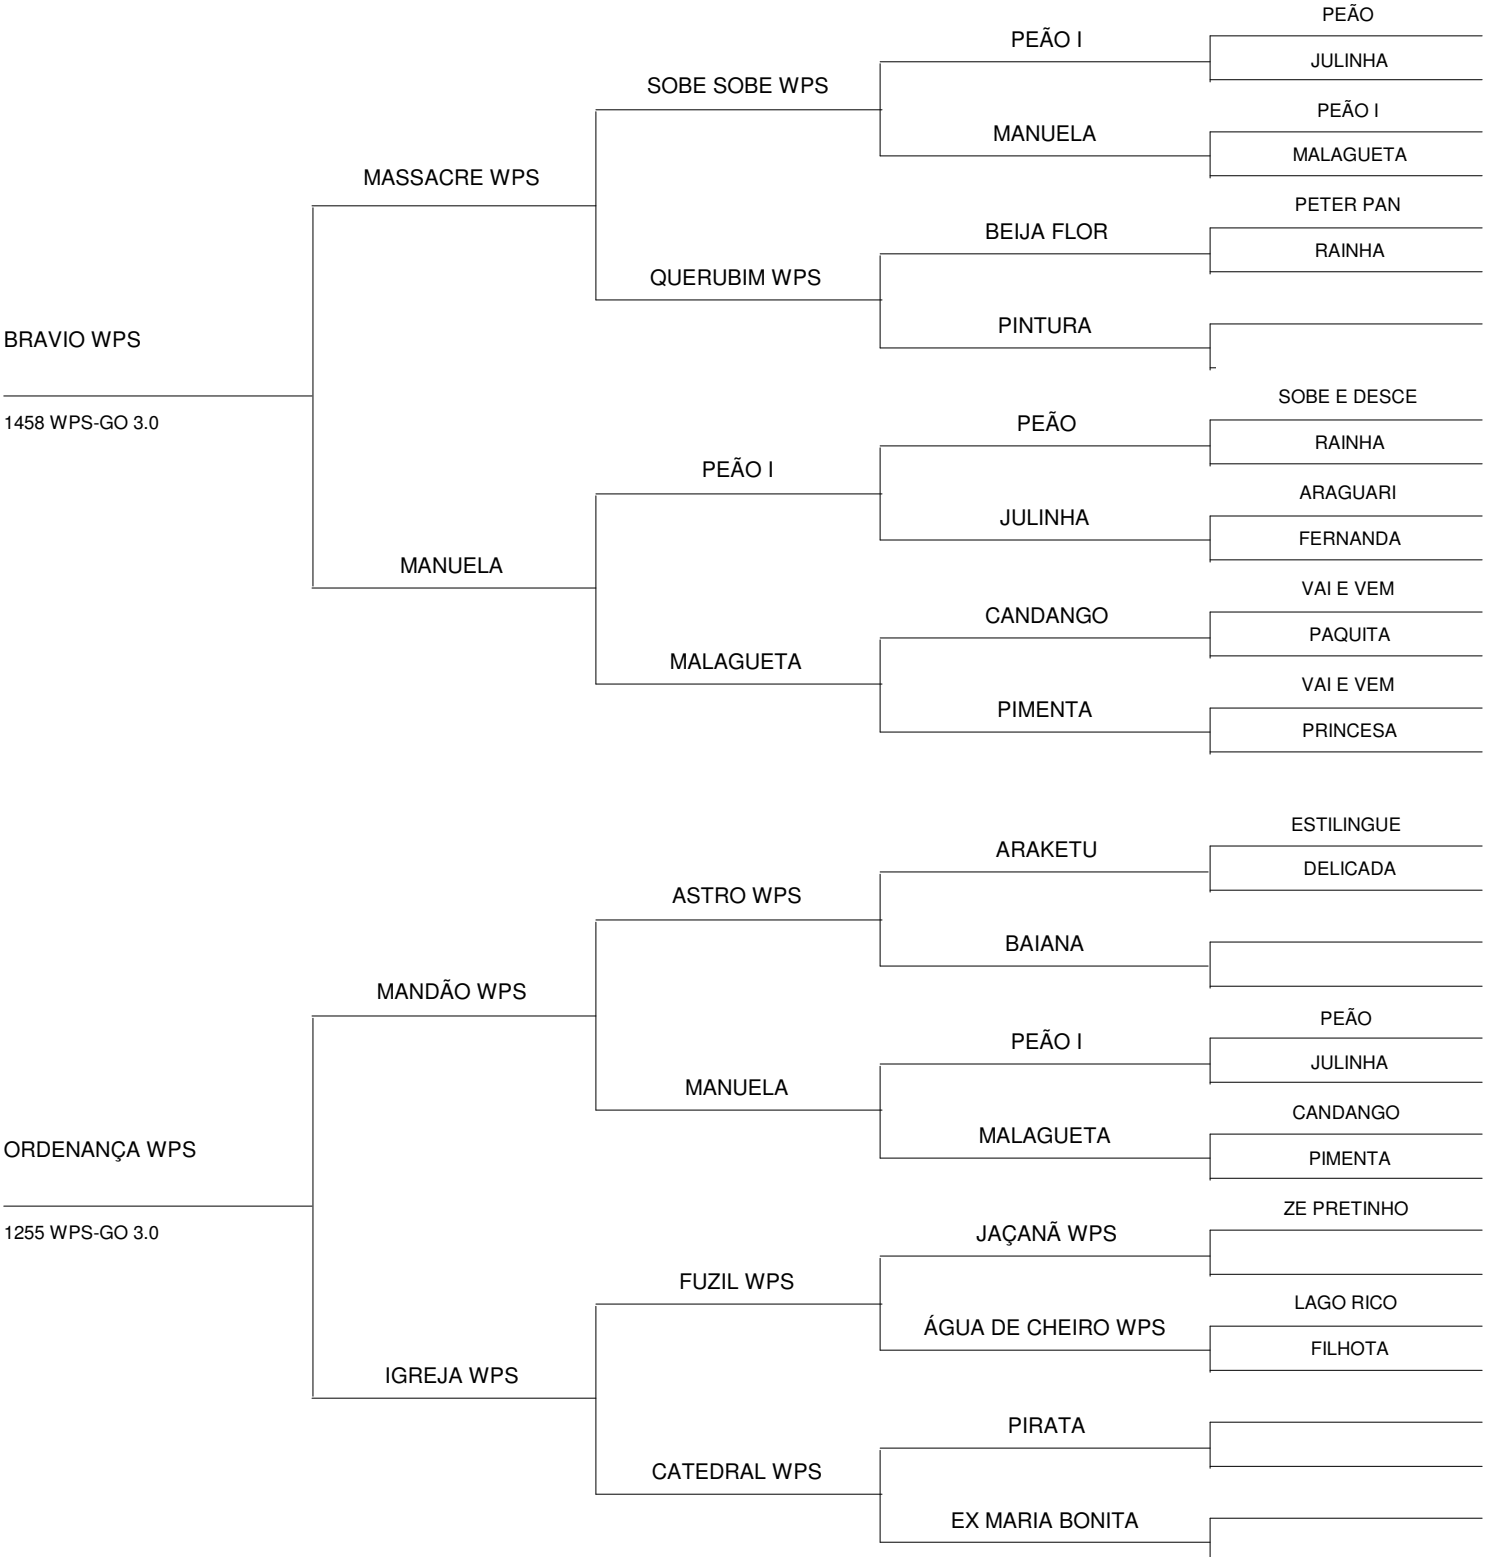 PEÃO
PEÃO I
JULINHA
SOBE SOBE WPS
PEÃO I
MANUELA
MALAGUETA
MASSACRE WPS
PETER PAN
BEIJA FLOR
RAINHA
QUERUBIM WPS
PINTURA
BRAVIO WPS
SOBE E DESCE
1458 WPS-GO 3.0
PEÃO
RAINHA
PEÃO I
ARAGUARI
JULINHA
FERNANDA
MANUELA
VAI E VEM
CANDANGO
PAQUITA
MALAGUETA
VAI E VEM
PIMENTA
PRINCESA
ESTILINGUE
ARAKETU
DELICADA
ASTRO WPS
BAIANA
MANDÃO WPS
PEÃO
PEÃO I
JULINHA
MANUELA
CANDANGO
MALAGUETA
ORDENANÇA WPS
PIMENTA
ZE PRETINHO
1255 WPS-GO 3.0
JAÇANÃ WPS
FUZIL WPS
LAGO RICO
ÁGUA DE CHEIRO WPS
FILHOTA
IGREJA WPS
PIRATA
CATEDRAL WPS
EX MARIA BONITA